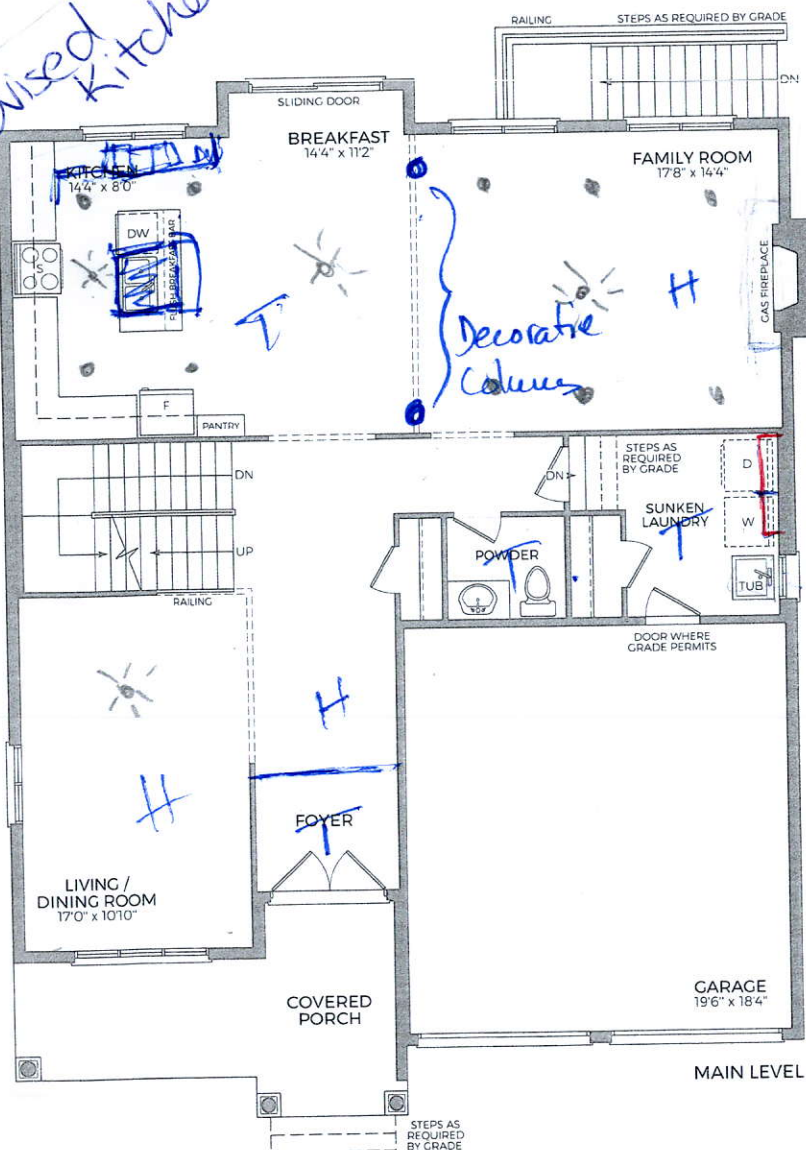 RAILING
STEPS AS REQUIRED BY GRADE
Kitchen
DN
SLIDING DOOR
BREAKFAST
14'4" x 11'2"
KITCHEN
14'4" x 8'0"
FAMILY ROOM
17'8" x 14'4"
DW
FLUSH BREAKFAST BAR
S
GAS FIREPLACE
T
H
Decorative
Columns
F
PANTRY
STEPS AS
REQUIRED
BY GRADE
D
DN
DN
SUNKEN
LAUNDRY
T
W
UP
POWDER
T
TUB
RAILING
DOOR WHERE
GRADE PERMITS
H
H
FOYER
T
LIVING /
DINING ROOM
17'0" x 10'10"
COVERED
PORCH
GARAGE
19'6" x 18'4"
MAIN LEVEL
STEPS AS
REQUIRED
BY GRADE